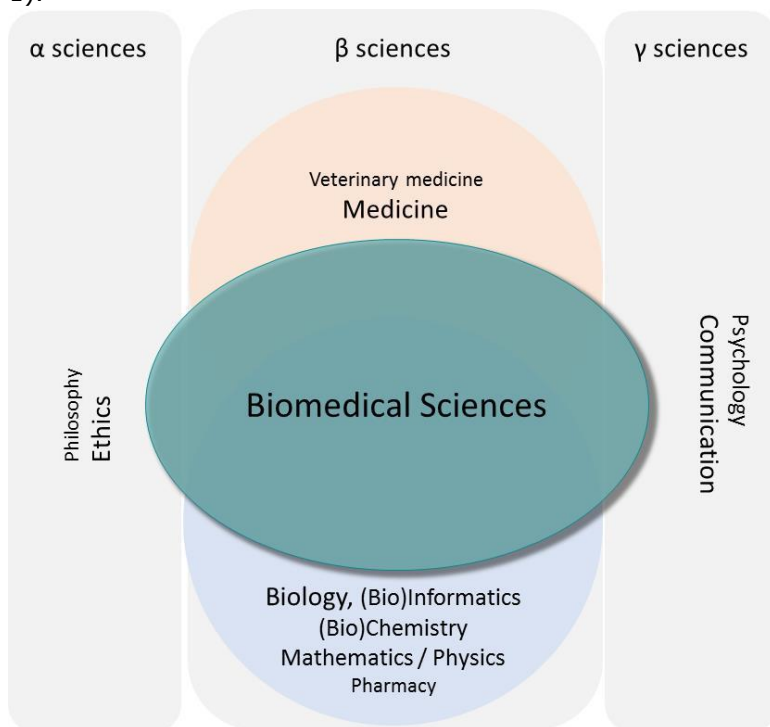 1).
α sciences
β sciences
γ sciences
Veterinary medicine
Medicine
Philosophy
Ethics
Biomedical Sciences
Psychology
Communication
Biology, (Bio)Informatics
(Bio)Chemistry
Mathematics / Physics
Pharmacy